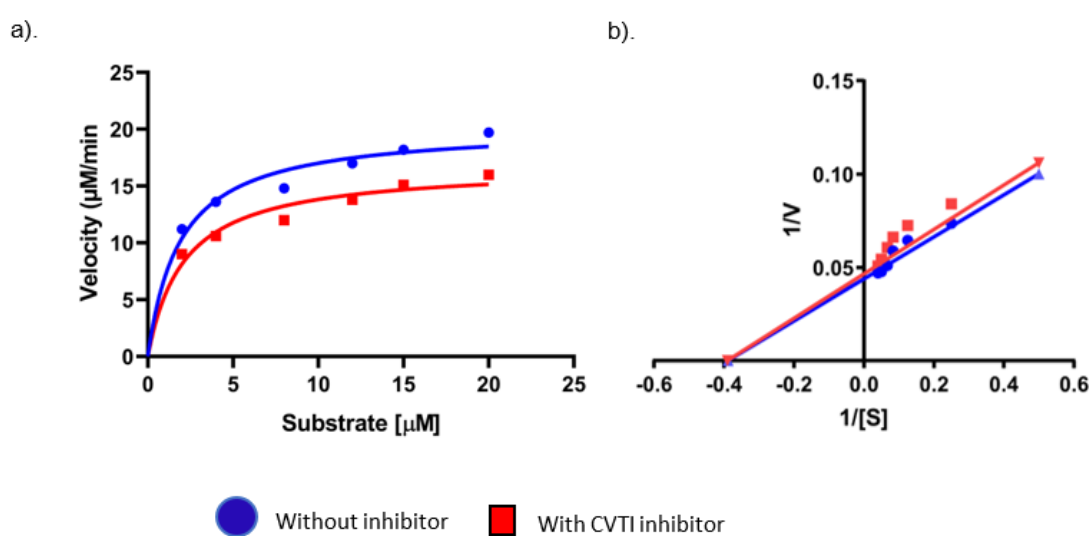 a).
b).
Velocity (µM/min
25
20
15
10
5
0
0
5
10
15
20
25
Substrate [µM]
1/V
0.15
0.10
0.05
-0.6
-0.4
-0.2
0.0
0.2
0.4
0.6
1/[S]
Without inhibitor
With CVTI inhibitor